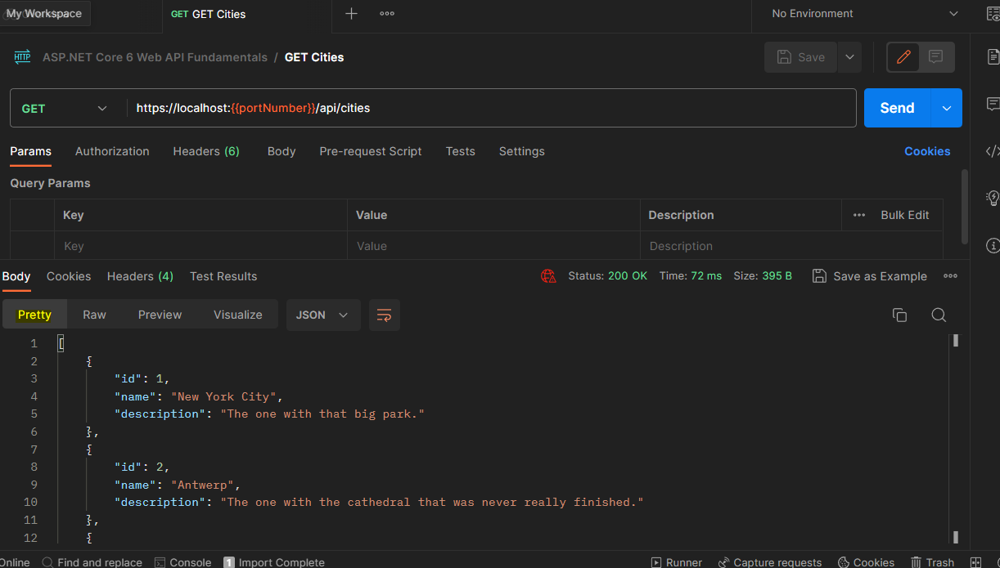 My Workspace GET GET Cities No Environment
HTTP ASP.NET Core 6 Web API Fundamentals / GET Cities Save
GET https://localhost:{{portNumber}}/api/cities Send
Params Authorization Headers (6) Body Pre-request Script Tests Settings Cookies
Query Params
Key Value Description Bulk Edit
Key Value Description
Body Cookies Headers (4) Test Results Status: 200 OK Time: 72 ms Size: 395 B Save as Example
Pretty Raw Preview Visualize JSON
1 [
2 {
3 "id": 1,
4 "name": "New York City",
5 "description": "The one with that big park."
6 },
7 {
8 "id": 2,
9 "name": "Antwerp",
10 "description": "The one with the cathedral that was never really finished."
11 },
12 {
Online Find and replace Console 1 Import Complete Runner Capture requests Cookies Trash